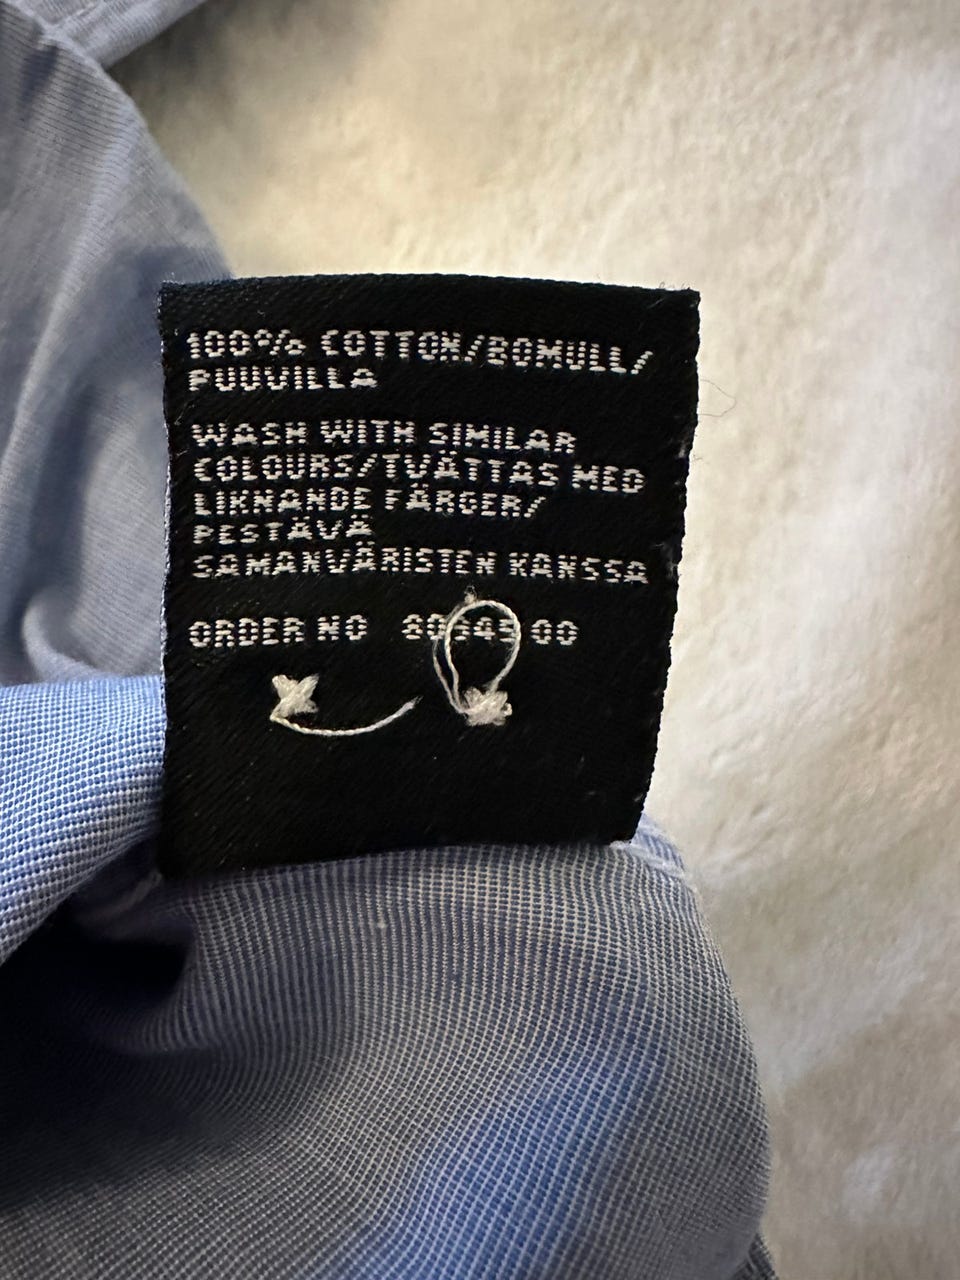 100% COTTON/BOMULL/
PUUVILLA
WASH WITH SIMILAR
COLOURS/TVÄTTAS MED
LIKNANDE FÄRGER/
PESTÄVÄ
SAMANVÄRISTEN KANSSA
ORDER NO